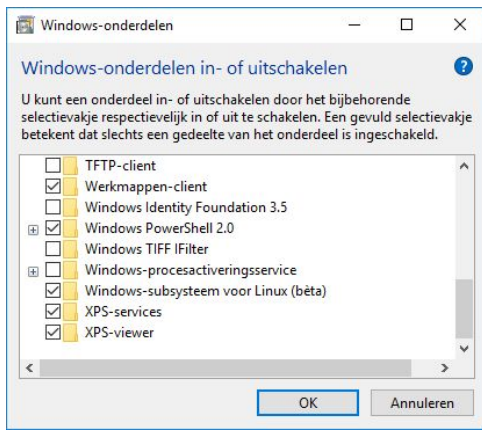 Windows-onderdelen
Windows-onderdelen in- of uitschakelen
U kunt een onderdeel in- of uitschakelen door het bijbehorende
selectievakje respectievelijk in of uit te schakelen. Een gevuld selectievakje
betekent dat slechts een gedeelte van het onderdeel is ingeschakeld.
TFTP-client
Werkmappen-client
Windows Identity Foundation 3.5
Windows PowerShell 2.0
Windows TIFF IFilter
Windows-procesactiveringsservice
Windows-subsysteem voor Linux (bèta)
XPS-services
XPS-viewer
OK
Annuleren